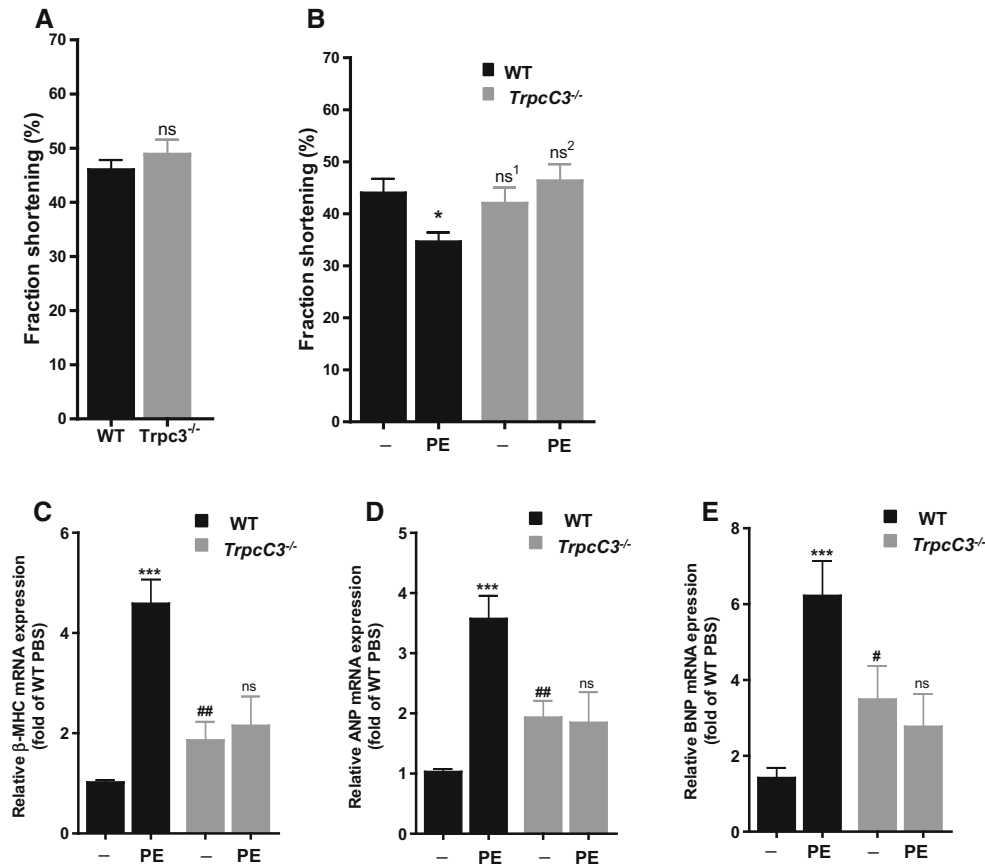 A
Fraction shortening (%)
70
60
50
40
30
20
10
0
ns
WT Trpc3-/-
B
Fraction shortening (%)
70
60
50
40
30
20
10
0
WT
TrpcC3-/-
*
ns1
ns2
– PE – PE
C
Relative β-MHC mRNA expression
(fold of WT PBS)
6
4
2
0
WT
TrpcC3-/-
***
##
ns
– PE – PE
D
Relative ANP mRNA expression
(fold of WT PBS)
5
4
3
2
1
0
WT
TrpcC3-/-
***
##
ns
– PE – PE
E
Relative BNP mRNA epression
(fold of WT PBS)
8
6
4
2
0
WT
TrpcC3-/-
***
#
ns
– PE – PE